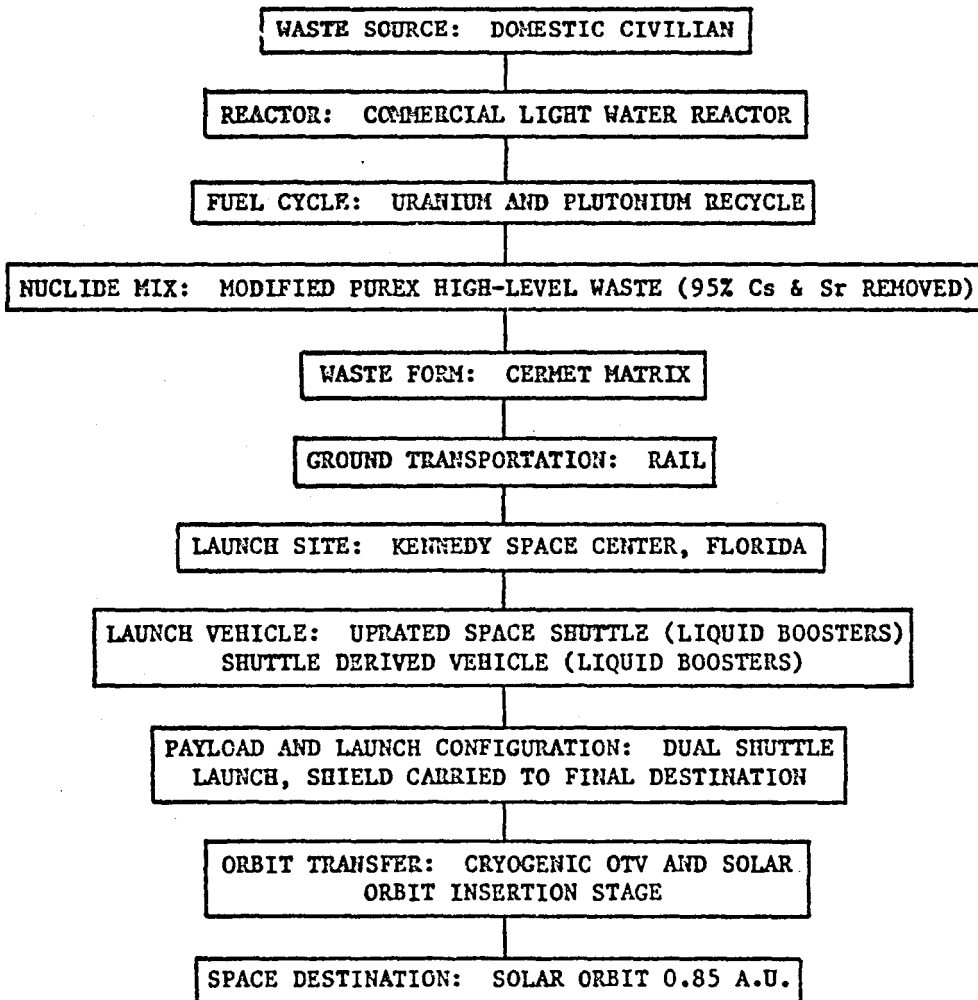 WASTE SOURCE: DOMESTIC CIVILIAN
REACTOR: COMMERCIAL LIGHT WATER REACTOR
FUEL CYCLE: URANIUM AND PLUTONIUM RECYCLE
NUCLIDE MIX: MODIFIED PUREX HIGH-LEVEL WASTE (95% Cs & Sr REMOVED)
WASTE FORM: CERMET MATRIX
GROUND TRANSPORTATION: RAIL
LAUNCH SITE: KENNEDY SPACE CENTER, FLORIDA
LAUNCH VEHICLE: UPRATED SPACE SHUTTLE (LIQUID BOOSTERS)
SHUTTLE DERIVED VEHICLE (LIQUID BOOSTERS)
PAYLOAD AND LAUNCH CONFIGURATION: DUAL SHUTTLE
LAUNCH, SHIELD CARRIED TO FINAL DESTINATION
ORBIT TRANSFER: CRYOGENIC OTV AND SOLAR
ORBIT INSERTION STAGE
SPACE DESTINATION: SOLAR ORBIT 0.85 A.U.